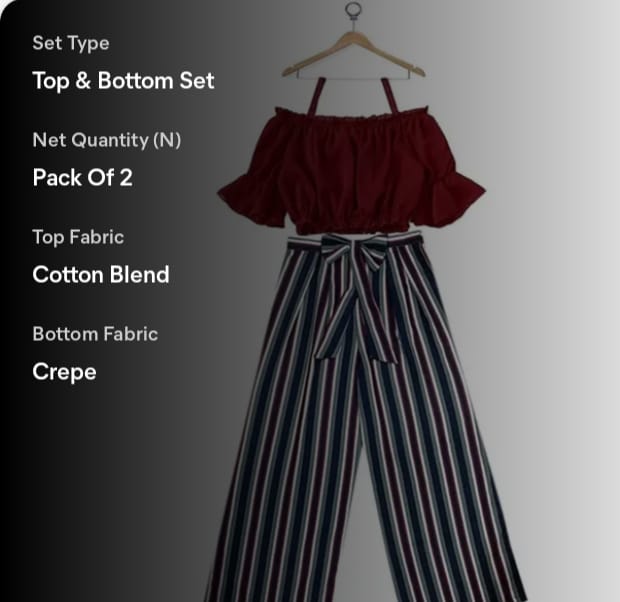 Set Type
Top & Bottom Set
Net Quantity (N)
Pack Of 2
Top Fabric
Cotton Blend
Bottom Fabric
Crepe